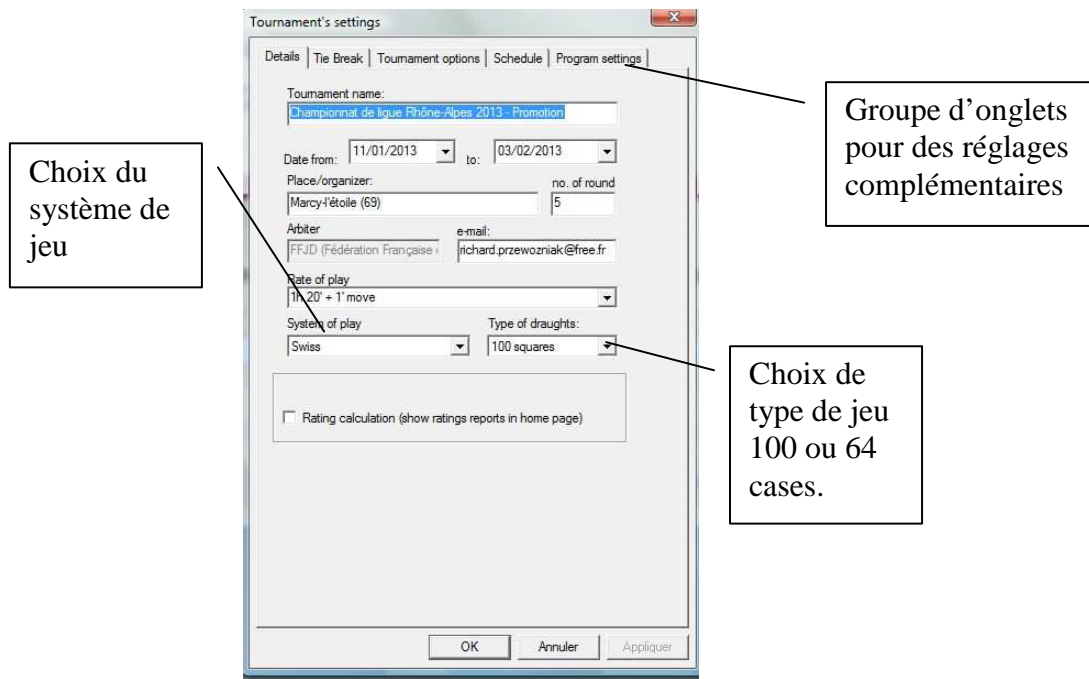 Tournament's settings
Details Tie Break Tournament options Schedule Program settings
Tournament name:
Championnat de ligue Rhône-Alpes 2013 - Promotion
Date from: 11/01/2013 to: 03/02/2013
Place/organizer: no. of round
Marcy-l'étoile (69) 5
Arbiter e-mail:
FFJD (Fédération Française richard.przewozniak@free.fr
Rate of play
1h 20' + 1' move
System of play Type of draughts:
Swiss 100 squares
Rating calculation (show ratings reports in home page)
OK Annuler Appliquer
Choix du
système de
jeu
Groupe d'onglets
pour des réglages
complémentaires
Choix de
type de jeu
100 ou 64
cases.